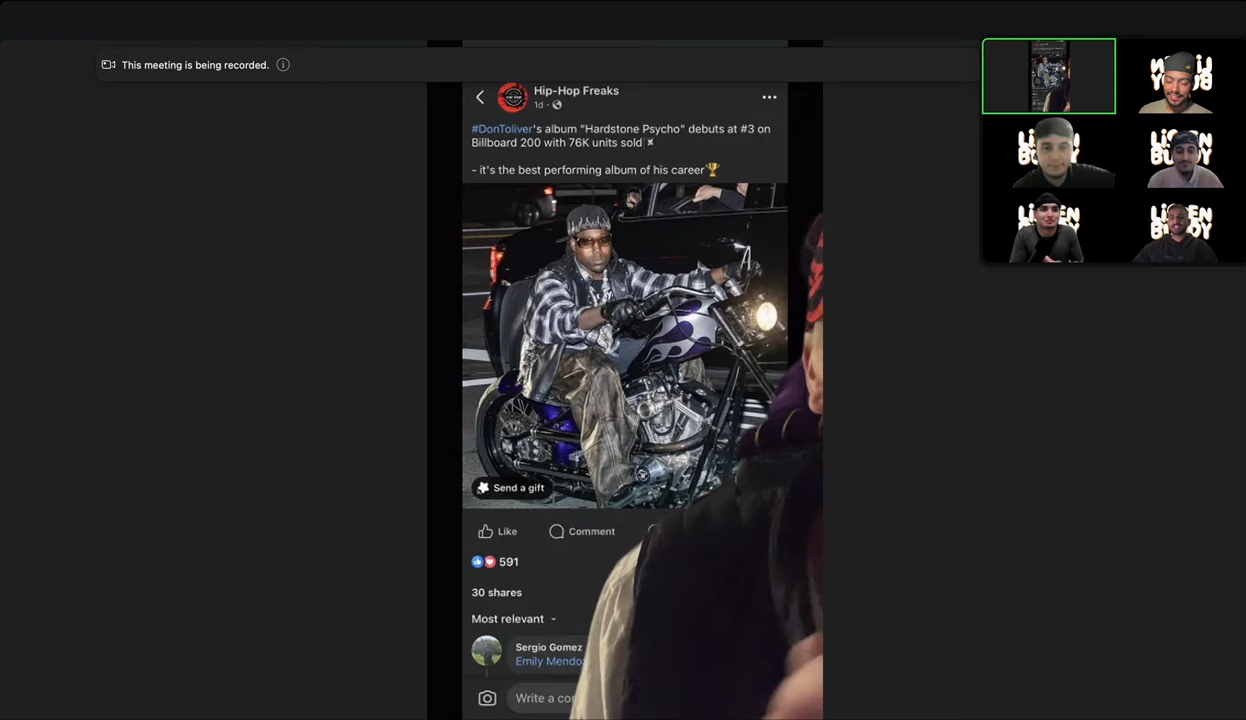 This meeting is being recorded.
Hip-Hop Freaks
1d ·
#DonToliver's album "Hardstone Psycho" debuts at #3 on
Billboard 200 with 76K units sold
- it's the best performing album of his career🏆
Send a gift
Like
Comment
591
30 shares
Most relevant
Sergio Gomez
Emily Mendo
Write a co
LiSEN
BUDDY